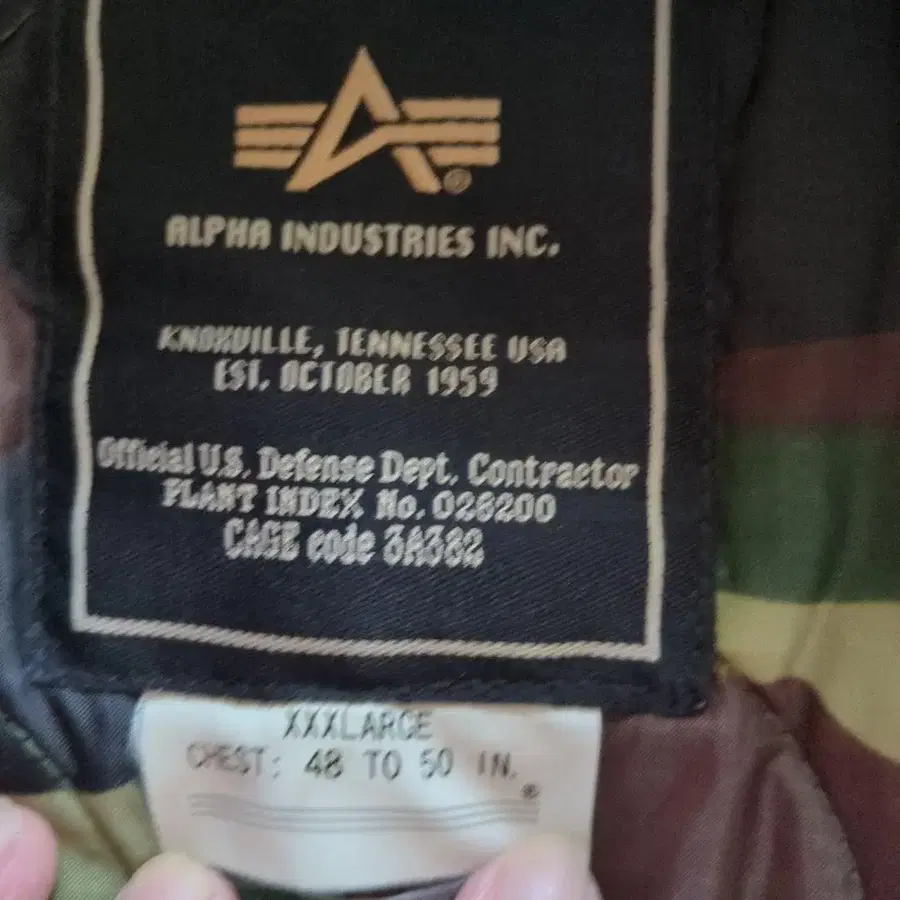 ALPHA INDUSTRIES INC.
KNOXVILLE, TENNESSEE USA
EST. OCTOBER 1959
Official U.S. Defense Dept. Contractor
PLANT INDEX No. 026200
CAGE code 3A382
XXXLARGE
CHEST: 48 TO 50 IN.
®